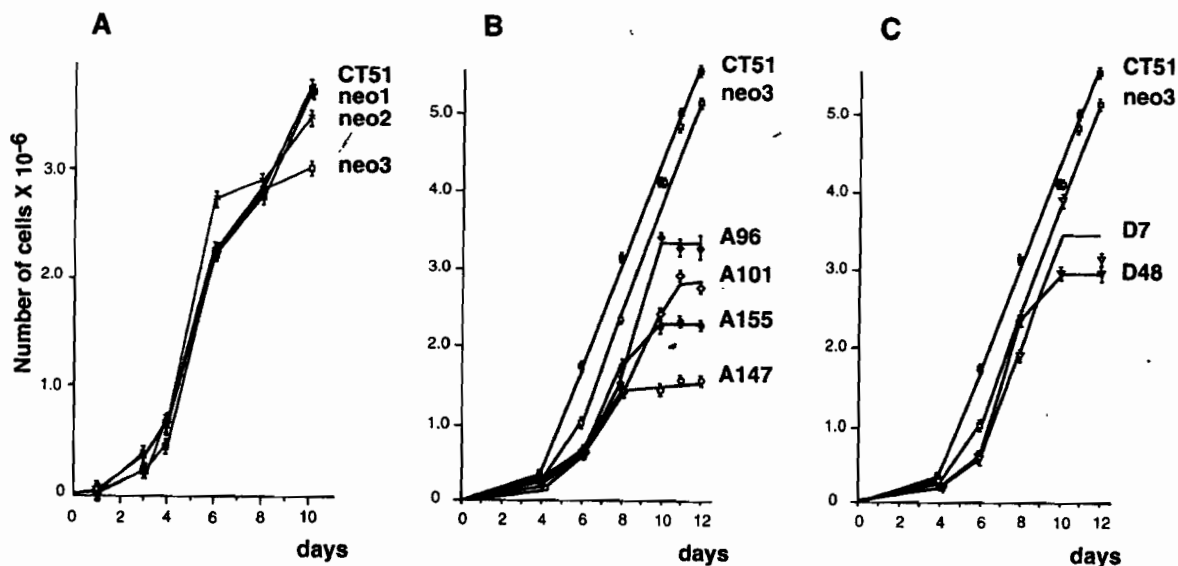 A
Number of cells X 10-6
3.0
2.0
1.0
0
0 2 4 6 8 10
days
CT51
neo1
neo2
neo3
B
5.0
4.0
3.0
2.0
1.0
0
0 4 6 8 10 12
days
CT51
neo3
A96
A101
A155
A147
C
5.0
4.0
3.0
2.0
1.0
0
0 2 4 6 8 10 12
days
CT51
neo3
D7
D48